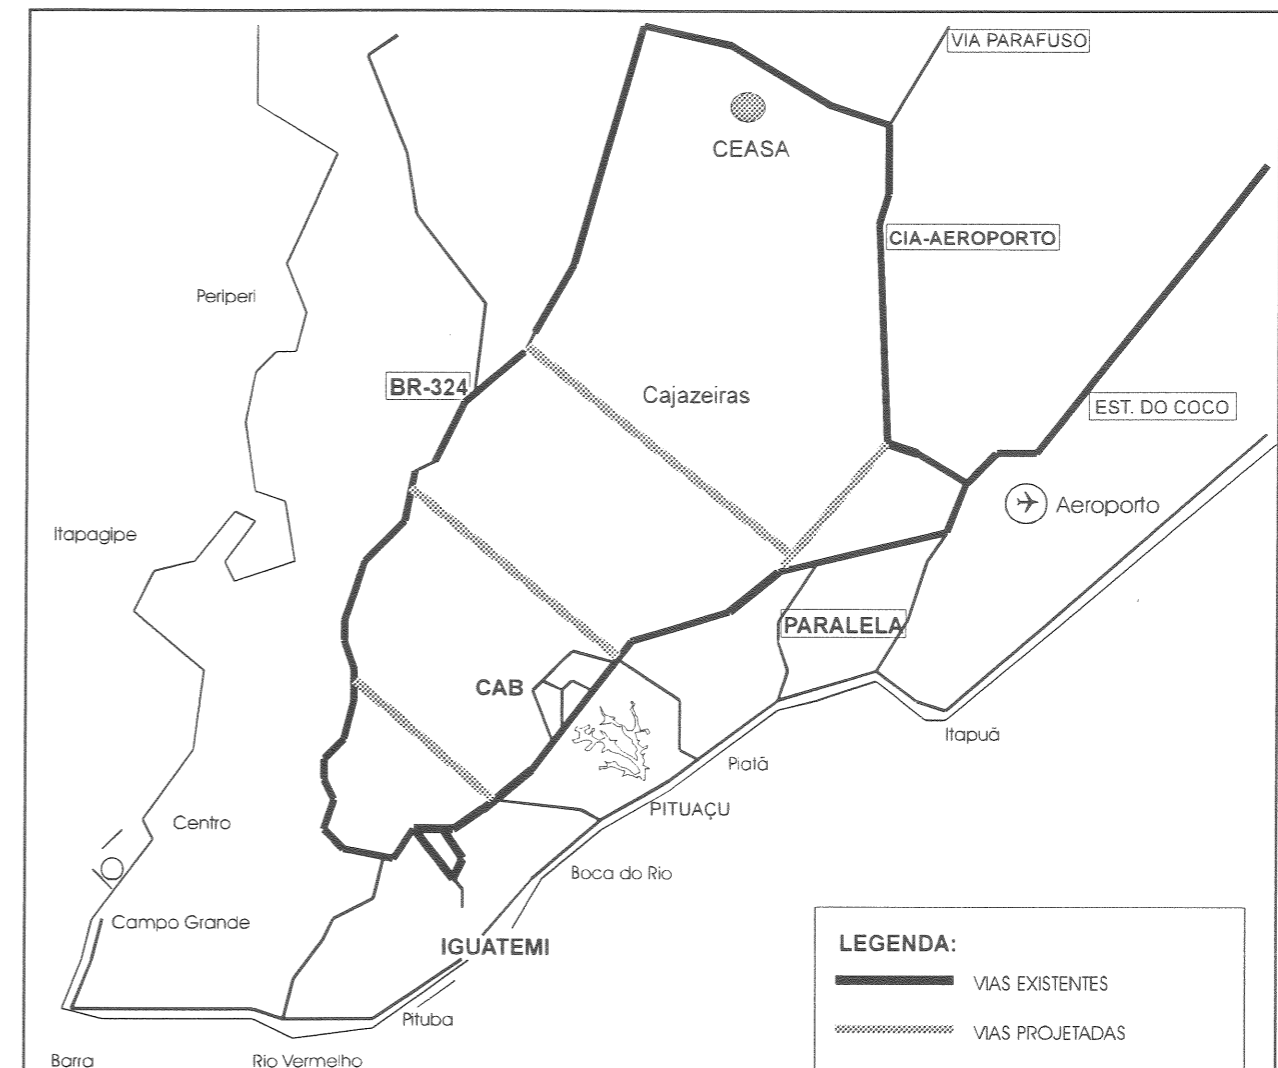 VIA PARAFUSO
CEASA
CIA-AEROPORTO
Periperi
BR-324
Cajazeiras
EST. DO COCO
Aeroporto
Itapagipe
PARALELA
CAB
Itapuã
Piatã
PITUAÇU
Centro
Boca do Rio
Campo Grande
IGUATEMI
LEGENDA:
VIAS EXISTENTES
Pituba
VIAS PROJETADAS
Barra
Rio Vermelho